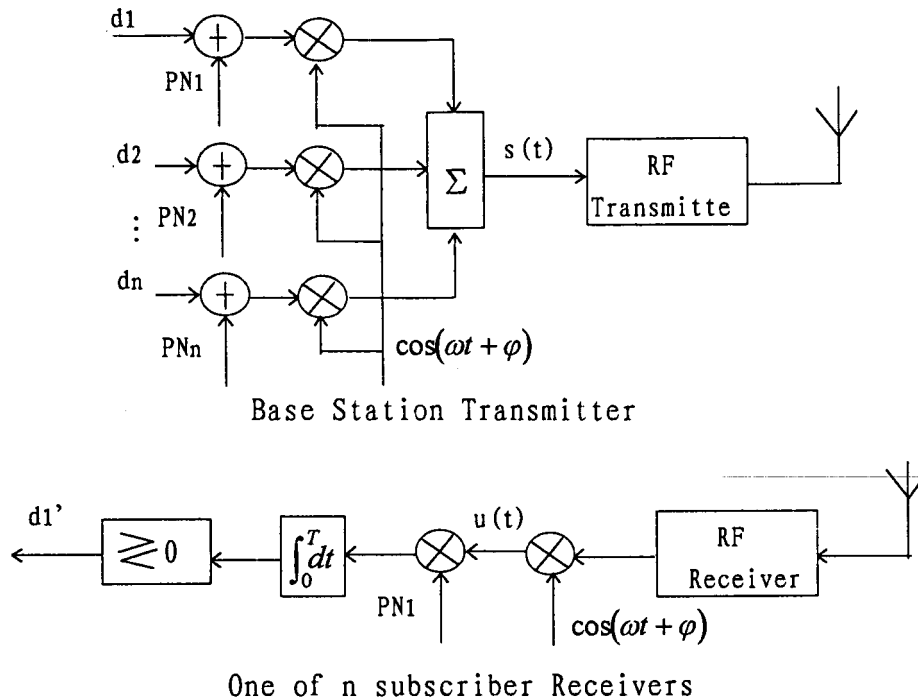 d1
PN1
d2
PN2
⋮
dn
PNn
+
+
+
Σ
s(t)
RF
Transmitte
cos(ωt + φ)
Base Station Transmitter
d1’
≷ 0
∫₀ᵀdt
PN1
u(t)
cos(ωt + φ)
RF
Receiver
One of n subscriber Receivers